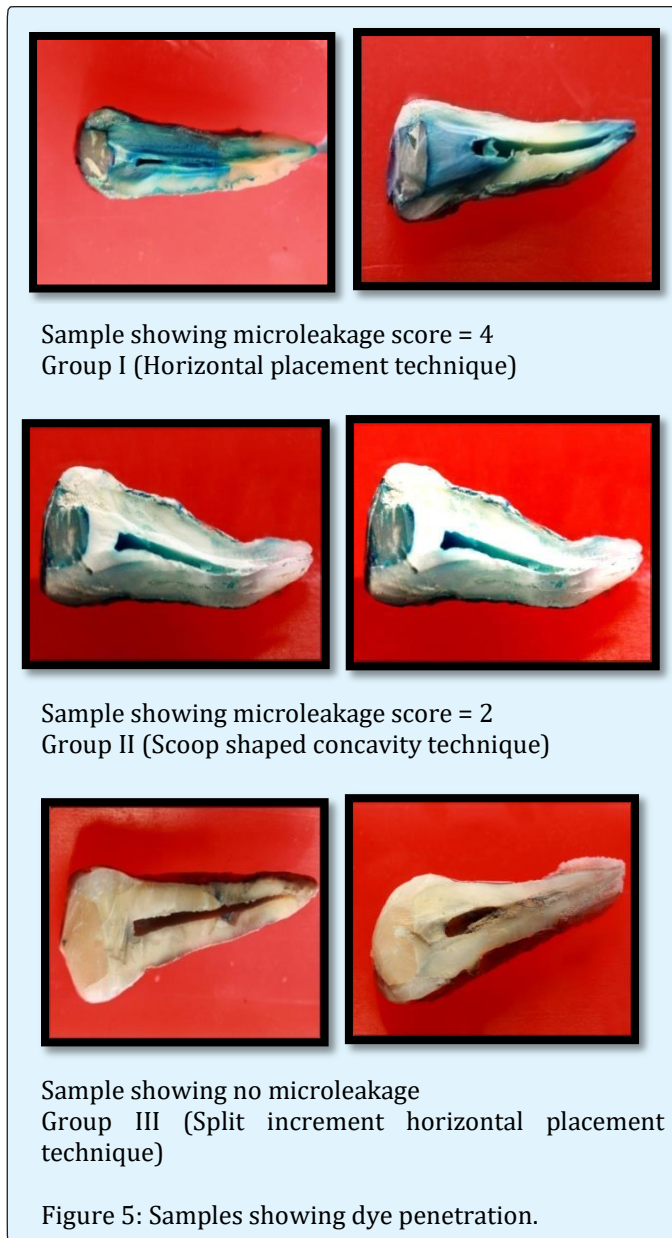 Sample showing microleakage score = 4
Group I (Horizontal placement technique)
Sample showing microleakage score = 2
Group II (Scoop shaped concavity technique)
Sample showing no microleakage
Group III (Split increment horizontal placement
technique)
Figure 5: Samples showing dye penetration.